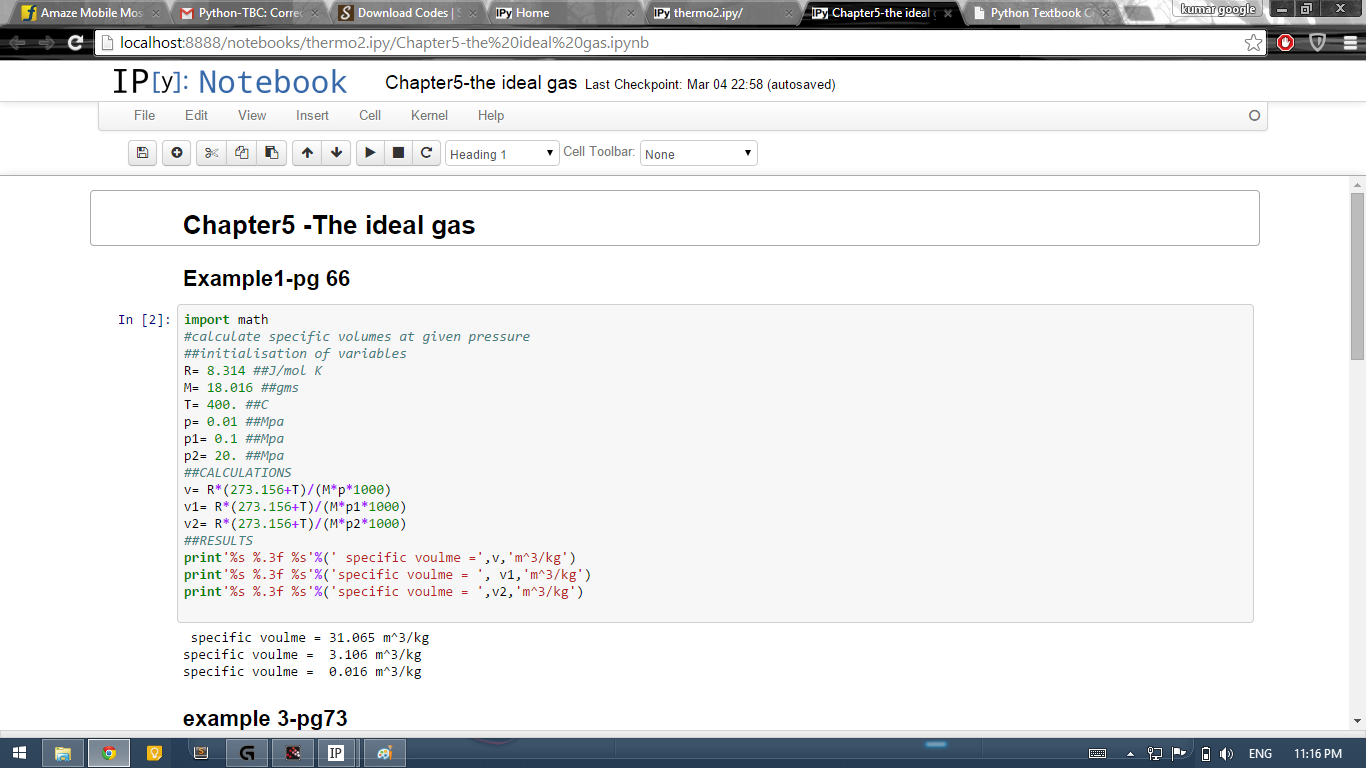 Amaze Mobile Mos
Python-TBC: Correc
Download Codes |
IPy Home
IPy thermo2.ipy/
IPy Chapter5-the ideal
Python Textbook C
kumar google
localhost:8888/notebooks/thermo2.ipy/Chapter5-the%20ideal%20gas.ipynb
IP[y]: Notebook
Chapter5-the ideal gas Last Checkpoint: Mar 04 22:58 (autosaved)
File Edit View Insert Cell Kernel Help
Heading 1 Cell Toolbar: None
Chapter5 -The ideal gas
Example1-pg 66
In [2]: import math
#calculate specific volumes at given pressure
##initialisation of variables
R= 8.314 ##J/mol K
M= 18.016 ##gms
T= 400. ##C
p= 0.01 ##Mpa
p1= 0.1 ##Mpa
p2= 20. ##Mpa
##CALCULATIONS
v= R*(273.156+T)/(M*p*1000)
v1= R*(273.156+T)/(M*p1*1000)
v2= R*(273.156+T)/(M*p2*1000)
##RESULTS
print'%s %.3f %s'%(' specific voulme =',v,'m^3/kg')
print'%s %.3f %s'%('specific voulme = ', v1,'m^3/kg')
print'%s %.3f %s'%('specific voulme = ',v2,'m^3/kg')
specific voulme = 31.065 m^3/kg
specific voulme =  3.106 m^3/kg
specific voulme =  0.016 m^3/kg
example 3-pg73
IP
ENG 11:16 PM